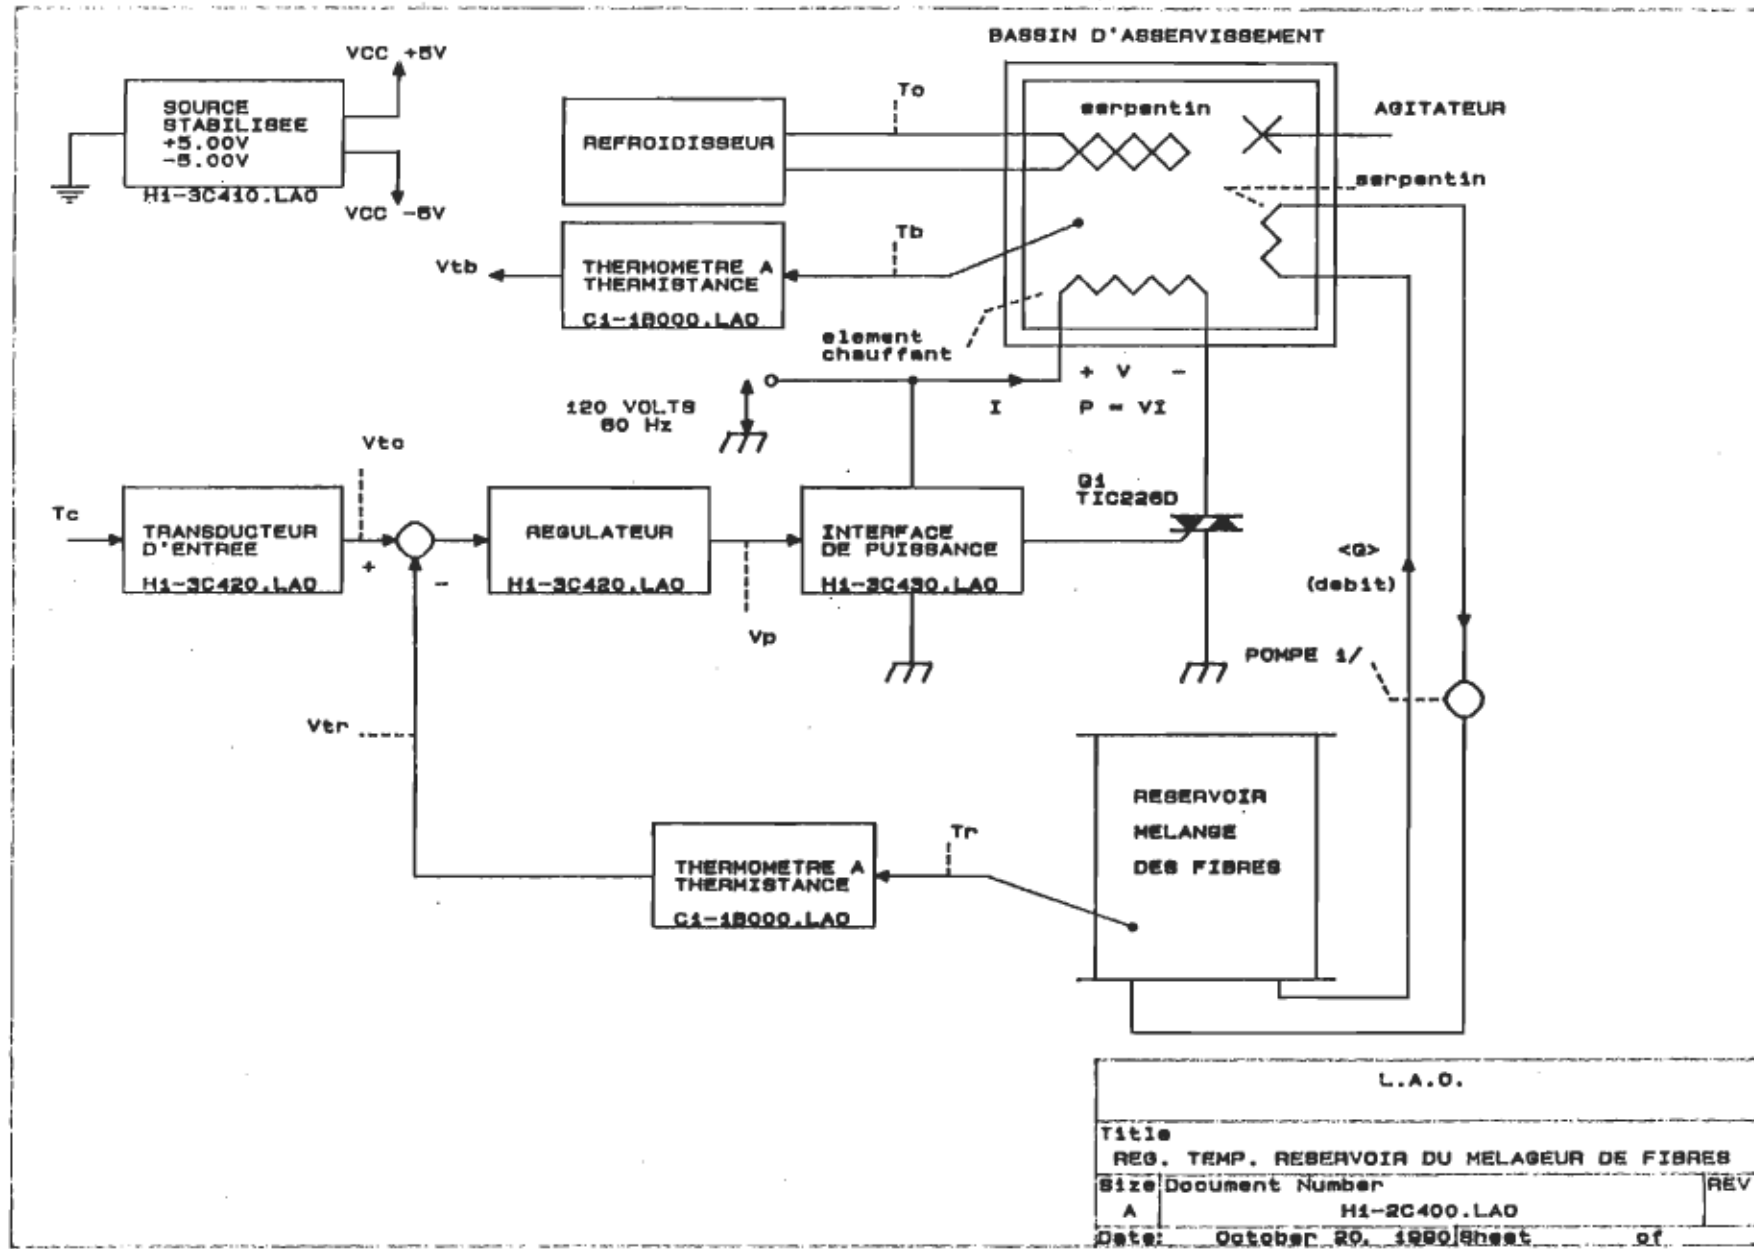 BASSIN D'ASSERVISSEMENT
VCC +5V
SOURCE
STABILISEE
+5.00V
-5.00V
H1-3C410.LAO
VCC -5V
REFROIDISSEUR
To
serpentin
AGITATEUR
serpentin
Vtb
THERMOMETRE A
THERMISTANCE
C1-1B000.LAO
Tb
element
chauffant
120 VOLTS
60 Hz
I
+ V -
P = VI
Tc
TRANSDUCTEUR
D'ENTREE
H1-3C420.LAO
Vtc
+
-
REGULATEUR
H1-3C420.LAO
Vp
INTERFACE
DE PUISSANCE
H1-3C430.LAO
Q1
TIC226D
<Q>
(debit)
POMPE 1/
Vtr
THERMOMETRE A
THERMISTANCE
C1-1B000.LAO
Tr
RESERVOIR
MELANGE
DES FIBRES
L.A.O.
Title
REG. TEMP. RESERVOIR DU MELAGEUR DE FIBRES
Size Document Number REV
A H1-2C400.LAO
Date: October 20, 1990 Sheet of